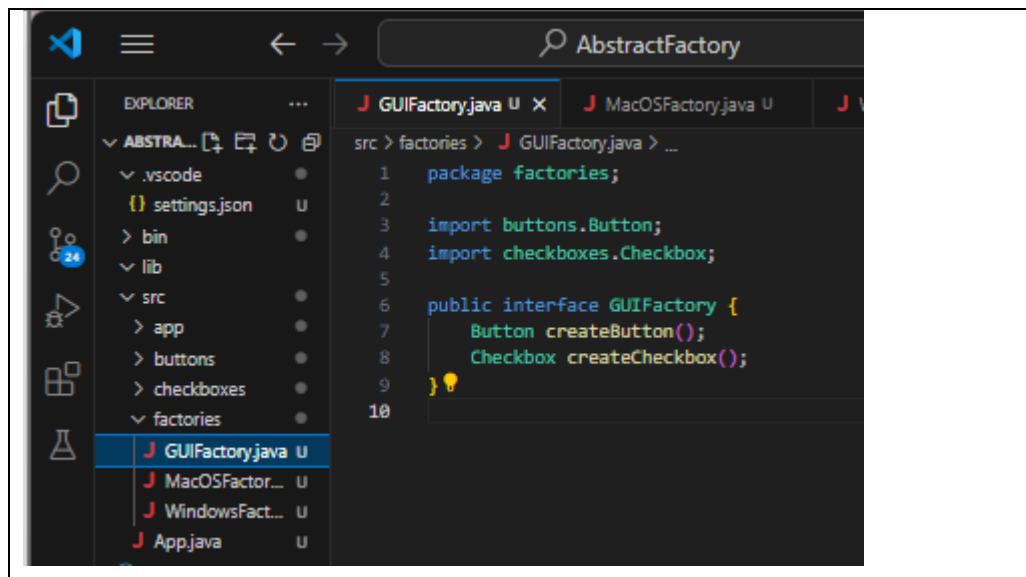 AbstractFactory
EXPLORER ...
ABSTRA...
.vscode
{} settings.json U
bin
lib
src
app
buttons
checkboxes
factories
J GUIFactory.java U
J MacOSFactor... U
J WindowsFact... U
J App.java U
24
J GUIFactory.java U J MacOSFactory.java U J
src > factories > J GUIFactory.java > ...
1 package factories;
2
3 import buttons.Button;
4 import checkboxes.Checkbox;
5
6 public interface GUIFactory {
7 Button createButton();
8 Checkbox createCheckbox();
9 }
10